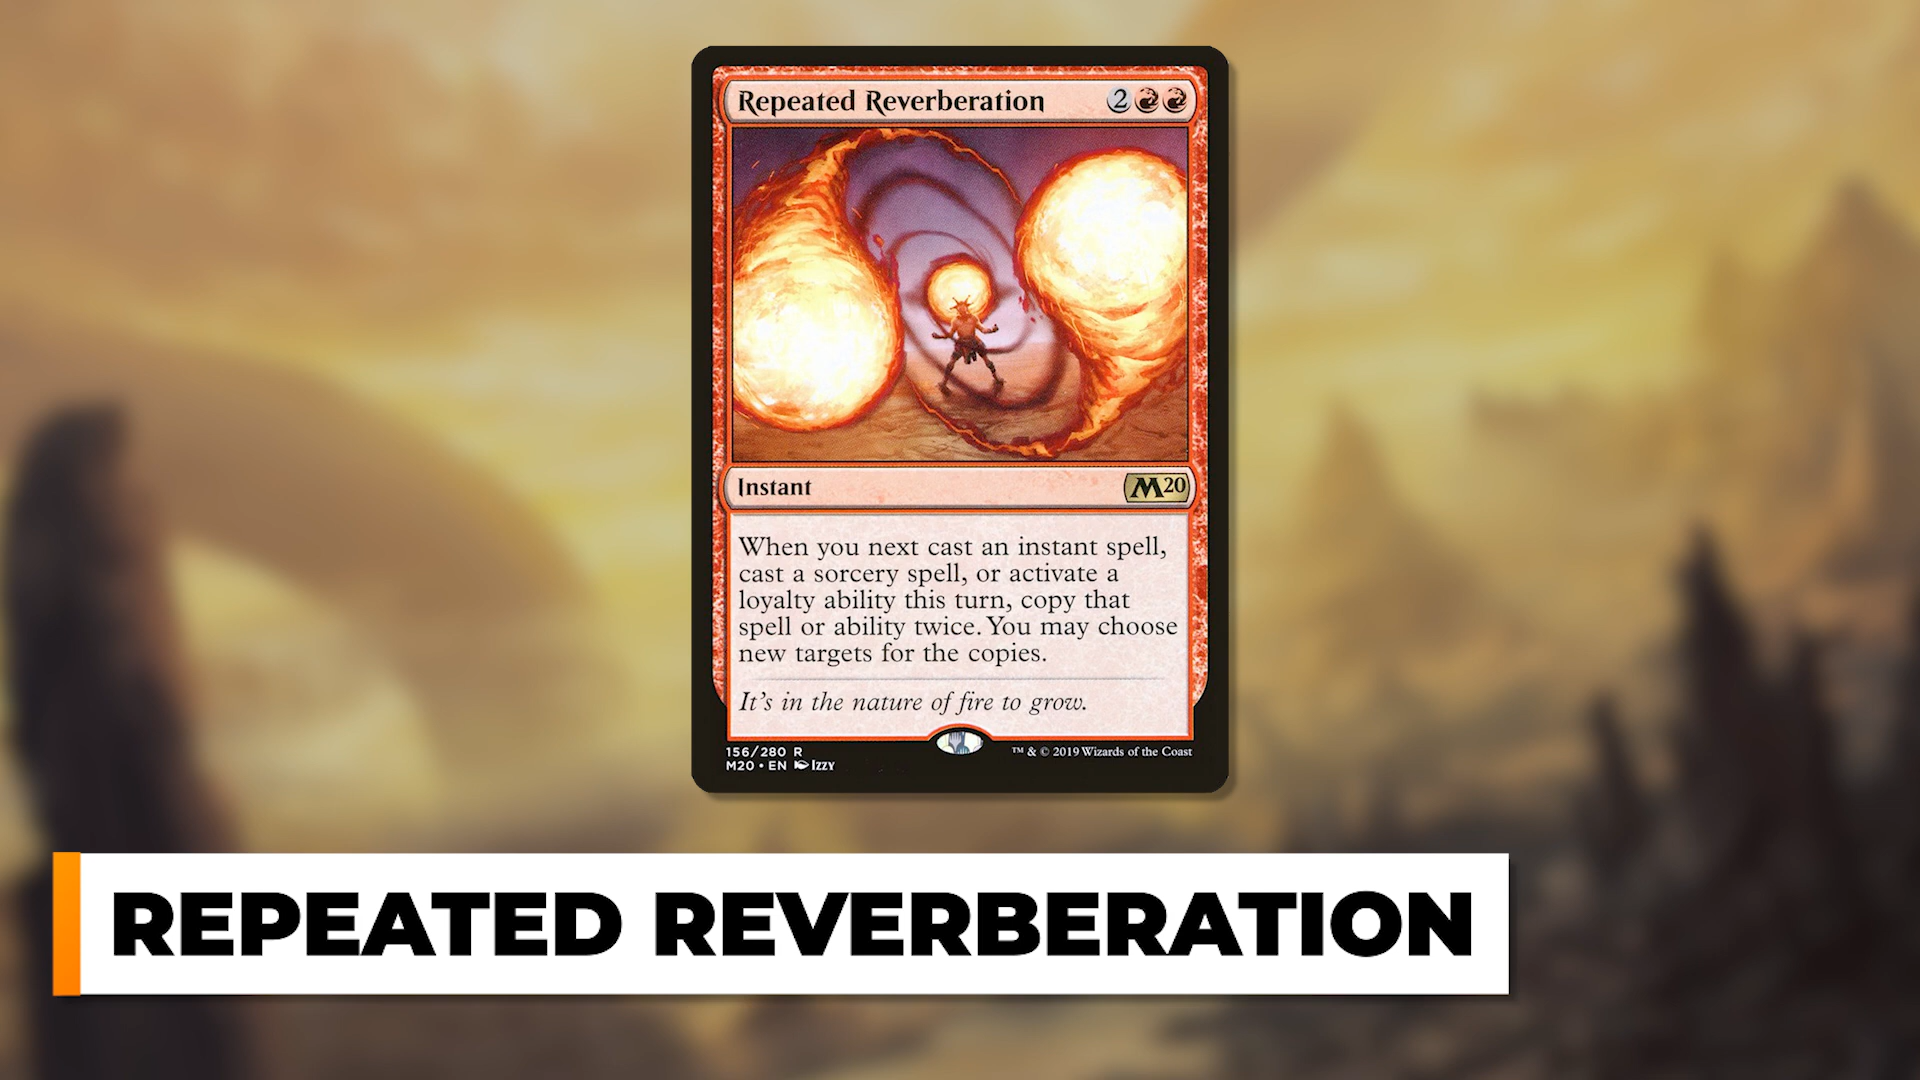 Repeated Reverberation 2
Instant M20
When you next cast an instant spell,
cast a sorcery spell, or activate a
loyalty ability this turn, copy that
spell or ability twice. You may choose
new targets for the copies.
It's in the nature of fire to grow.
156/280 R
M20 • EN Izzy
™ & © 2019 Wizards of the Coast
REPEATED REVERBERATION